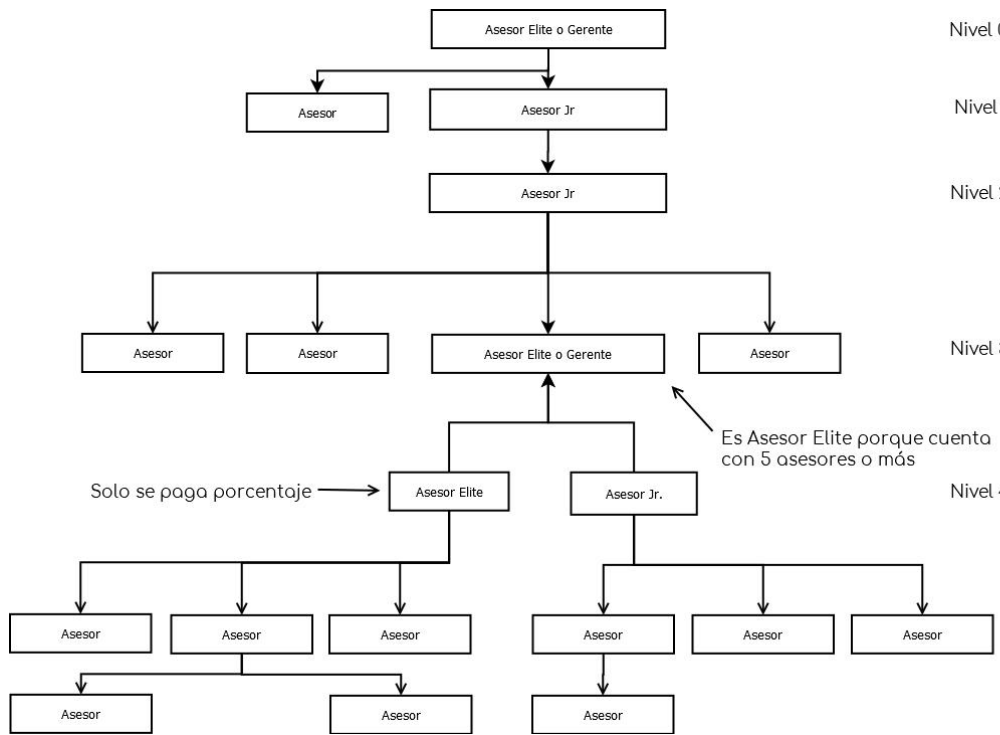 Asesor Elite o Gerente
Nivel
Asesor
Asesor Jr
Nivel
Asesor Jr
Nivel
Asesor
Asesor
Asesor Elite o Gerente
Asesor
Nivel
Es Asesor Elite porque cuenta
con 5 asesores o más
Solo se paga porcentaje
Asesor Elite
Asesor Jr.
Nivel
Asesor
Asesor
Asesor
Asesor
Asesor
Asesor
Asesor
Asesor
Asesor